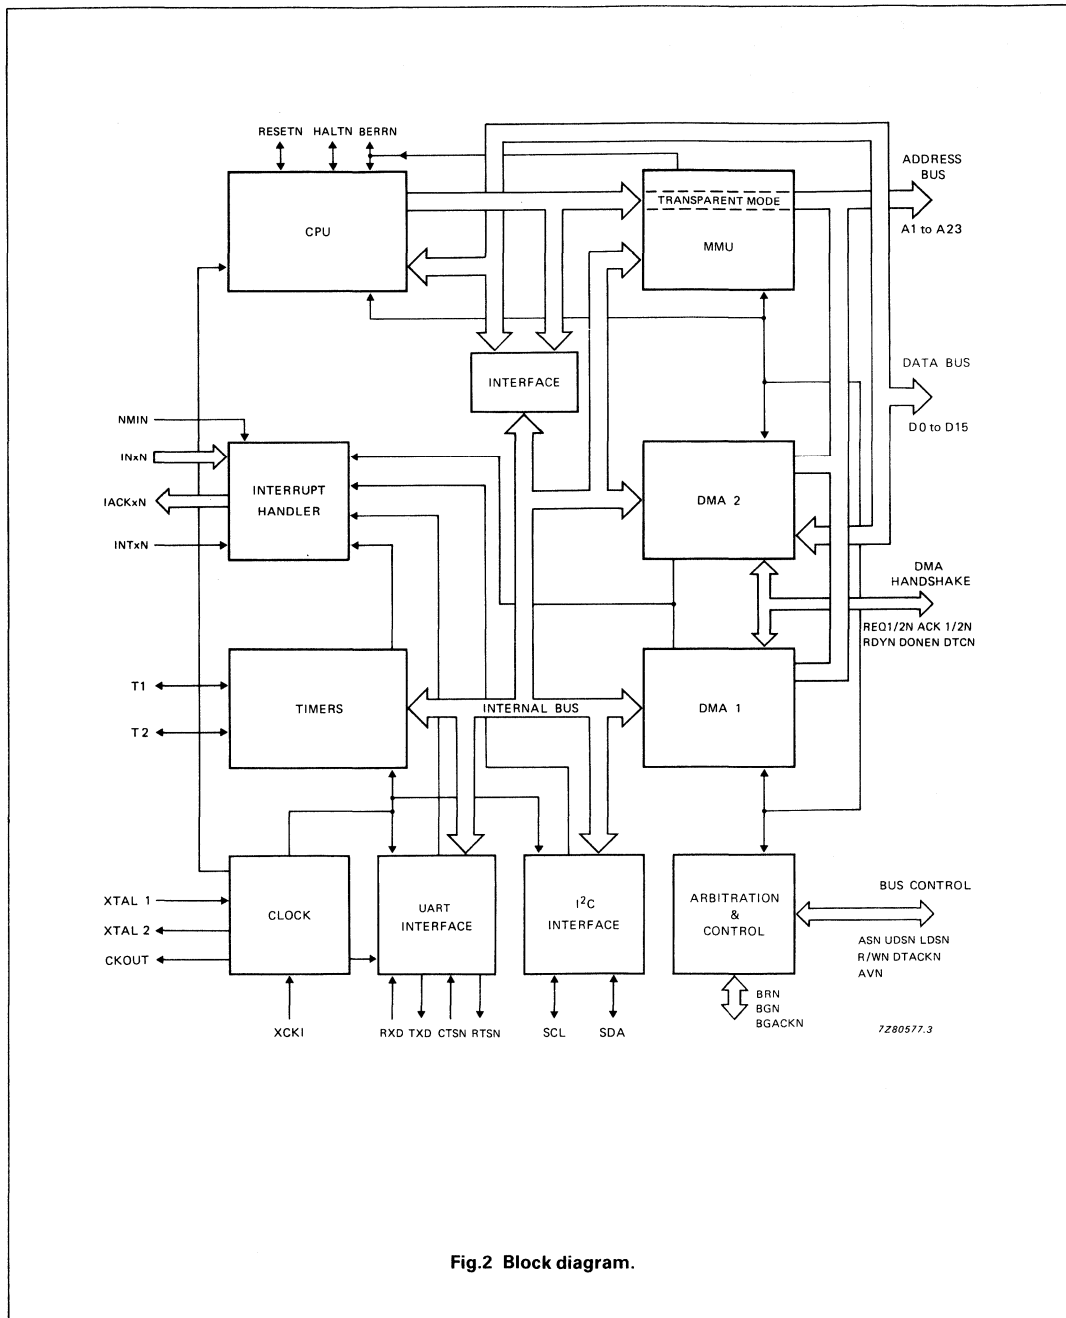 RESETN HALTN BERRN
ADDRESS
BUS
TRANSPARENT MODE
A1 to A23
CPU
MMU
DATA BUS
INTERFACE
D0 to D15
NMIN
INxN
IACKxN
INTxN
INTERRUPT
HANDLER
DMA 2
DMA
HANDSHAKE
REQ1/2N ACK 1/2N
RDYN DONEN DTCN
T1
T2
TIMERS
INTERNAL BUS
DMA 1
XTAL 1
XTAL 2
CKOUT
CLOCK
UART
INTERFACE
I²C
INTERFACE
ARBITRATION
&
CONTROL
BUS CONTROL
ASN UDSN LDSN
R/WN DTACKN
AVN
BRN
BGN
BGACKN
XCKI
RXD TXD CTSN RTSN
SCL
SDA
7Z80577.3
Fig.2 Block diagram.